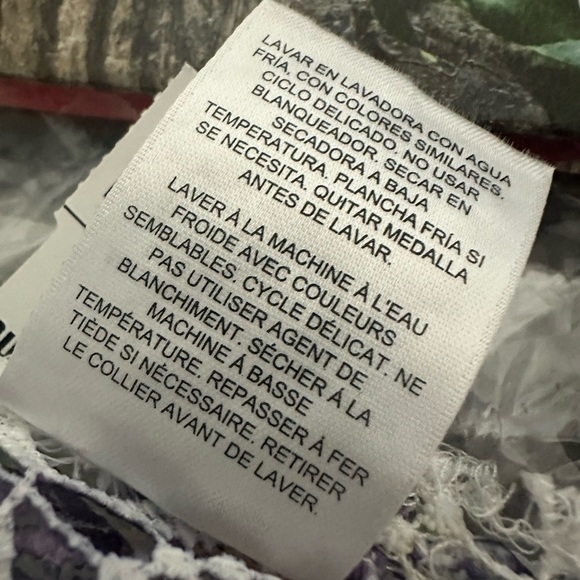 LAVAR EN LAVADORA CON AGUA
FRÍA, CON COLORES SIMILARES.
CICLO DELICADO. NO USAR
BLANQUEADOR. SECAR EN
SECADORA A BAJA
TEMPERATURA. PLANCHA FRÍA SI
SE NECESITA. QUITAR MEDALLA
ANTES DE LAVAR.
LAVER À LA MACHINE À L'EAU
FROIDE AVEC COULEURS
SEMBLABLES. CYCLE DÉLICAT. NE
PAS UTILISER AGENT DE
BLANCHIMENT. SÉCHER À LA
MACHINE À BASSE
TEMPÉRATURE. REPASSER À FER
TIÈDE SI NÉCESSAIRE. RETIRER
LE COLLIER AVANT DE LAVER.